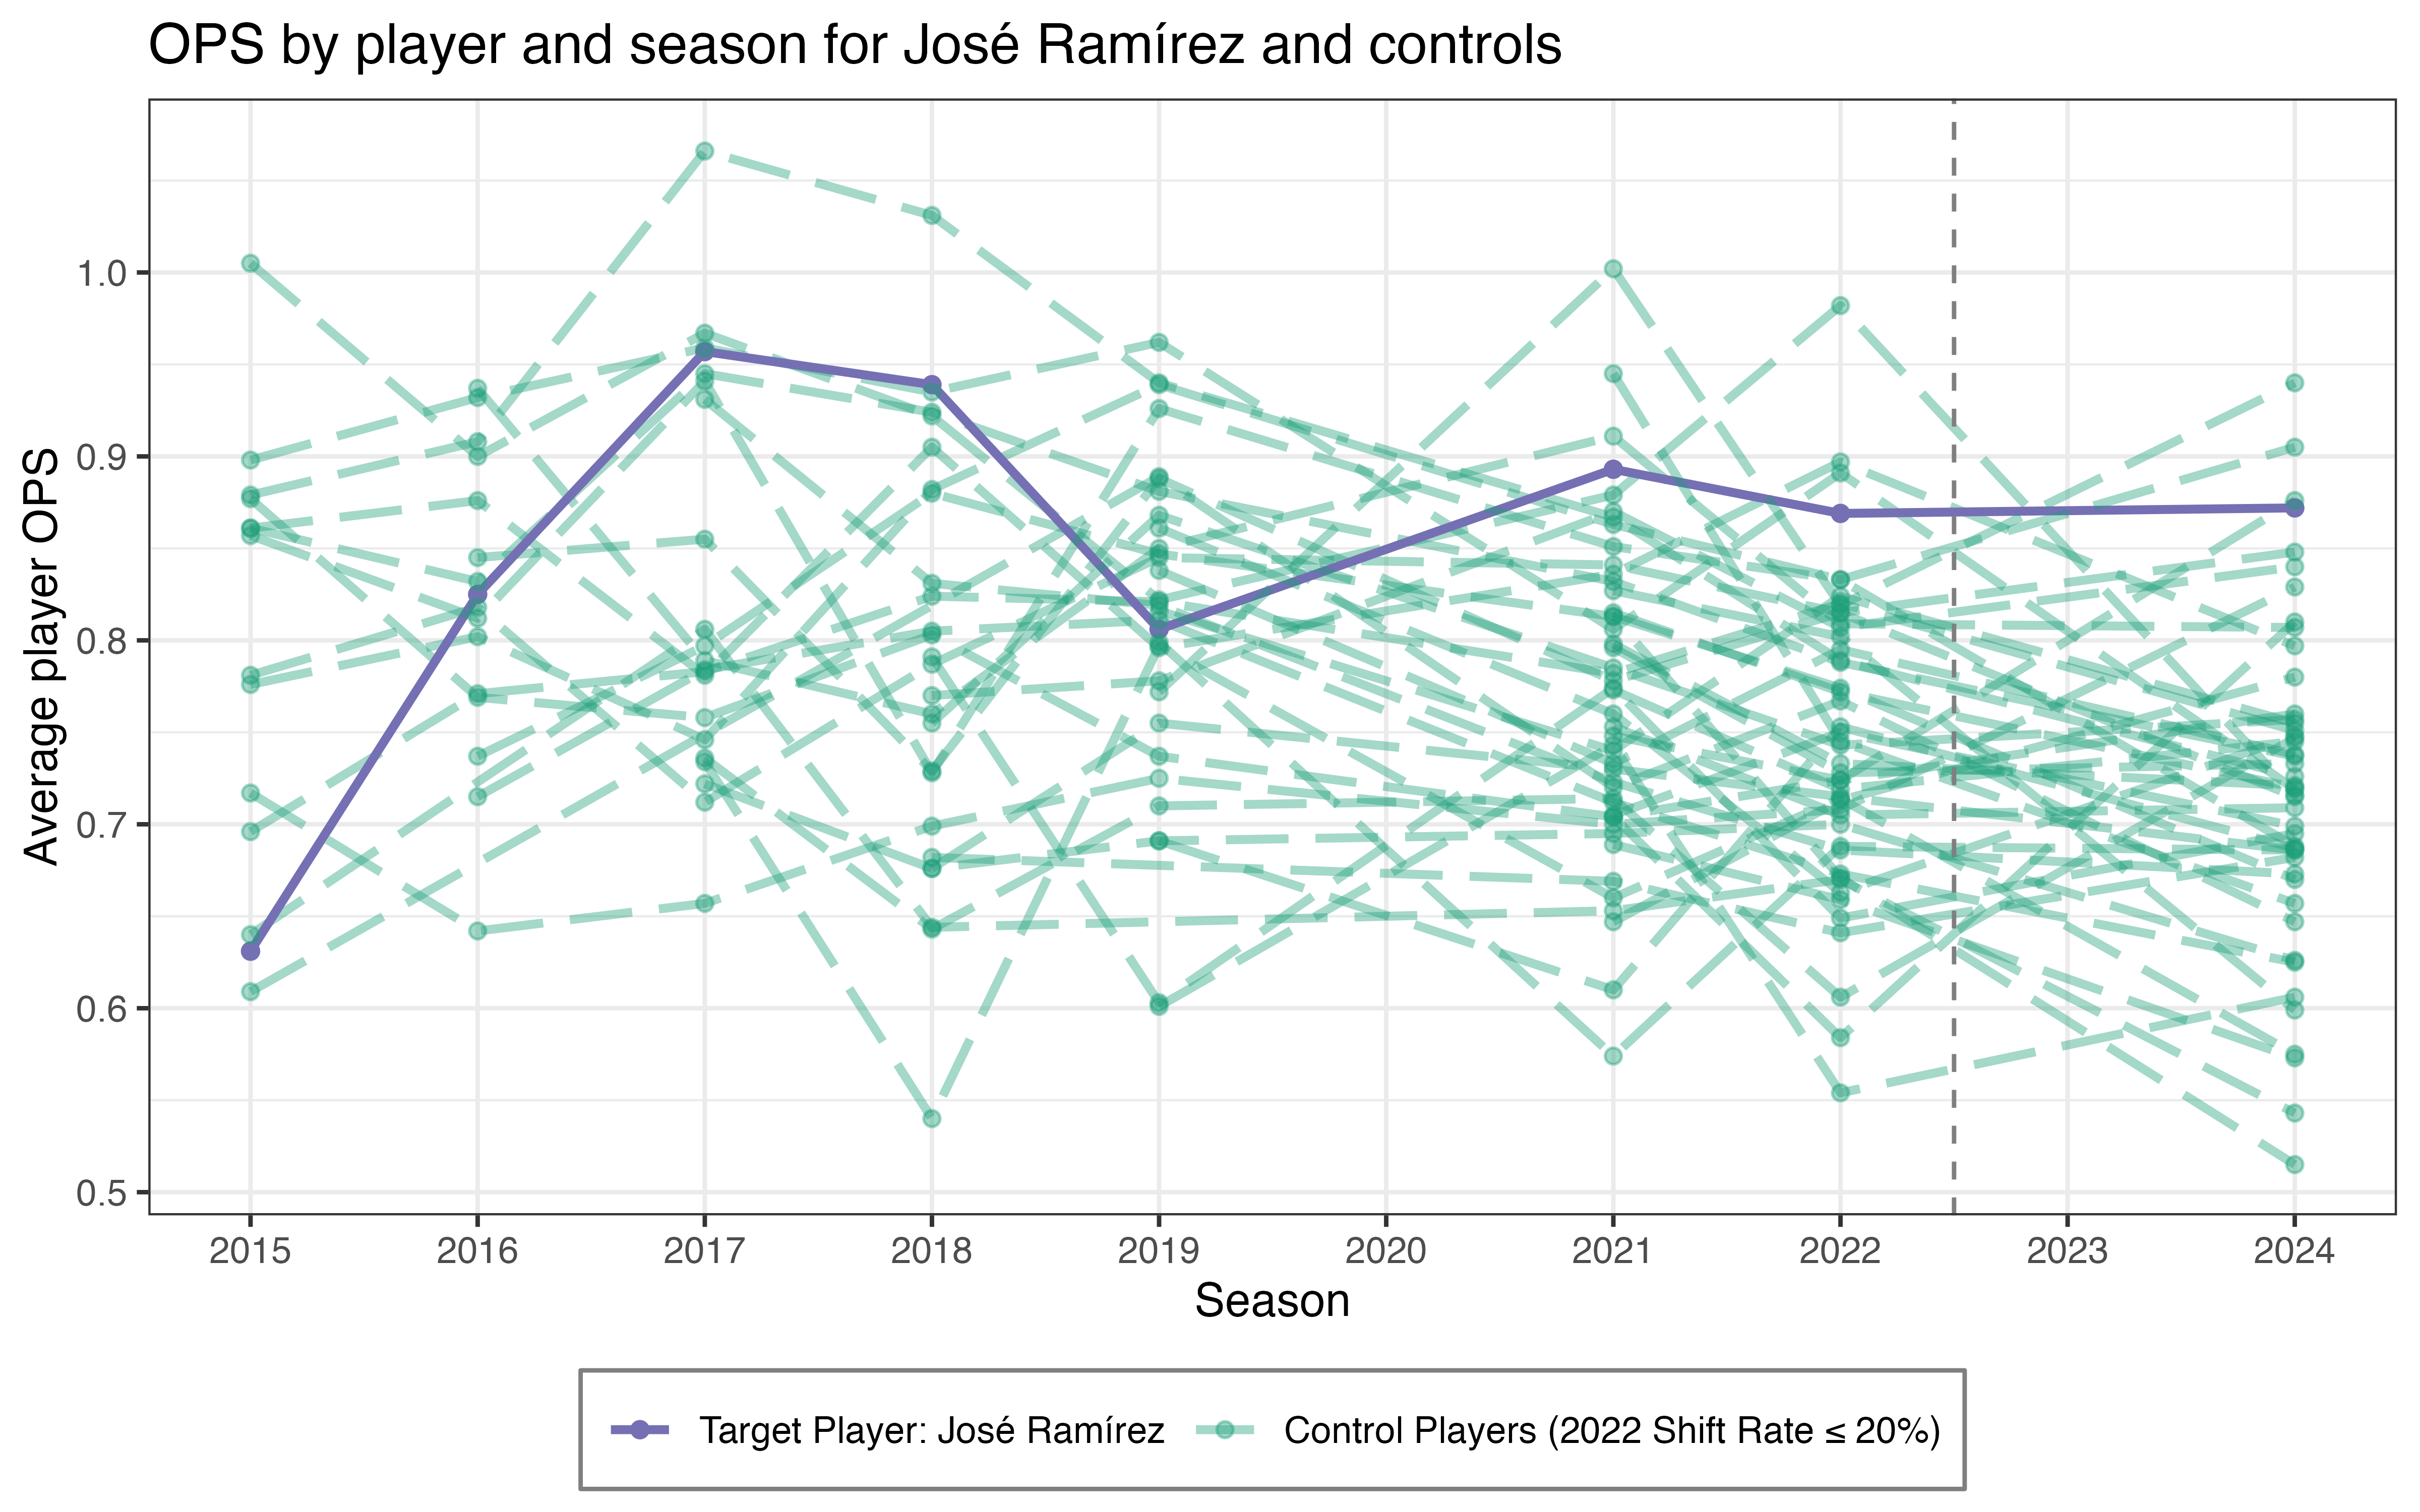 OPS by player and season for José Ramírez and controls
Average player OPS
1.0
0.9
0.8
0.7
0.6
0.5
2015 2016 2017 2018 2019 2020 2021 2022 2023 2024
Season
Target Player: José Ramírez Control Players (2022 Shift Rate ≤ 20%)